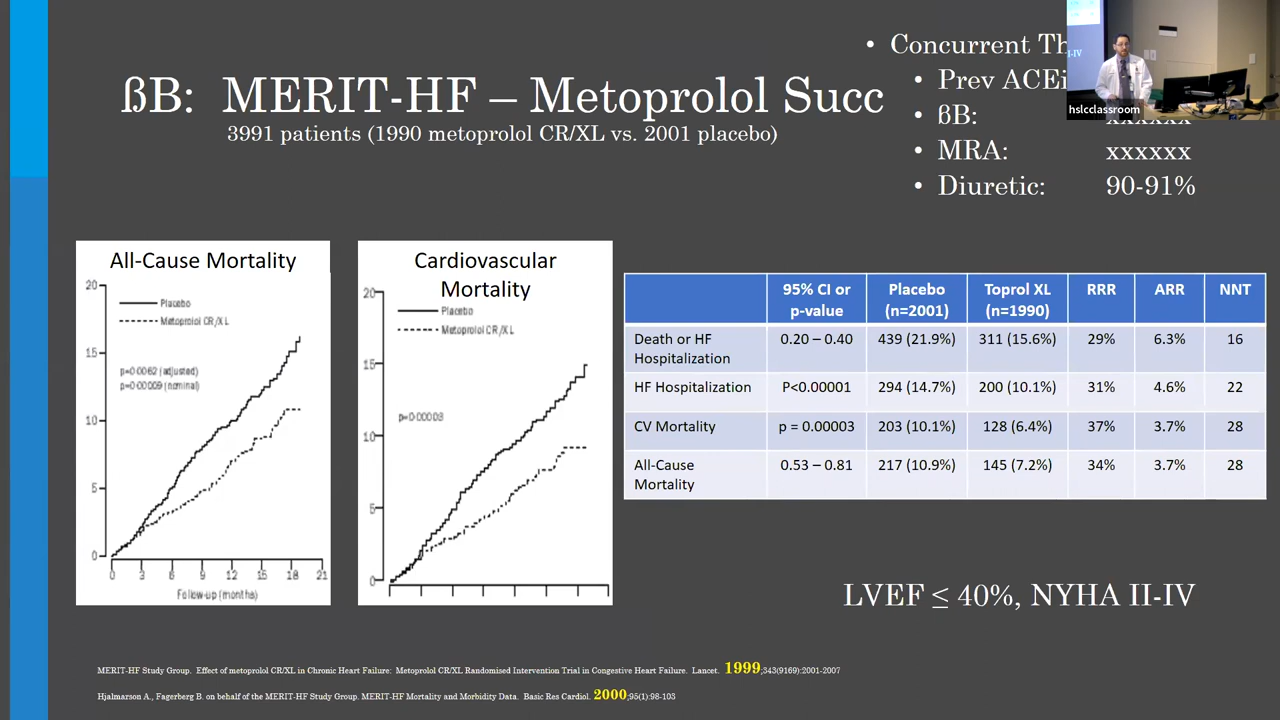 ßB: MERIT-HF – Metoprolol Succ
3991 patients (1990 metoprolol CR/XL vs. 2001 placebo)
• Concurrent
• Prev ACEi
• ßB: xxxxxx
• MRA: xxxxxx
• Diuretic: 90-91%
I-IV
hslcclassroom
All-Cause Mortality
20
15
10
5
0
Placebo
Metoprolol CR/XL
p=0.0062 (adjusted)
p=0.00009 (nominal)
0 3 6 9 12 15 18 21
Follow-up (months)
Cardiovascular
Mortality
20
15
10
5
0
Placebo
Metoprolol CR/XL
p=0.00003
95% CI or p-value Placebo (n=2001) Toprol XL (n=1990) RRR ARR NNT
Death or HF Hospitalization 0.20 – 0.40 439 (21.9%) 311 (15.6%) 29% 6.3% 16
HF Hospitalization P<0.00001 294 (14.7%) 200 (10.1%) 31% 4.6% 22
CV Mortality p = 0.00003 203 (10.1%) 128 (6.4%) 37% 3.7% 28
All-Cause Mortality 0.53 – 0.81 217 (10.9%) 145 (7.2%) 34% 3.7% 28
LVEF ≤ 40%, NYHA II-IV
MERIT-HF Study Group. Effect of metoprolol CR/XL in Chronic Heart Failure: Metoprolol CR/XL Randomised Intervention Trial in Congestive Heart Failure. Lancet. 1999;343(9169):2001-2007
Hjalmarson A., Fagerberg B. on behalf of the MERIT-HF Study Group. MERIT-HF Mortality and Morbidity Data. Basic Res Cardiol. 2000;95(1):98-103